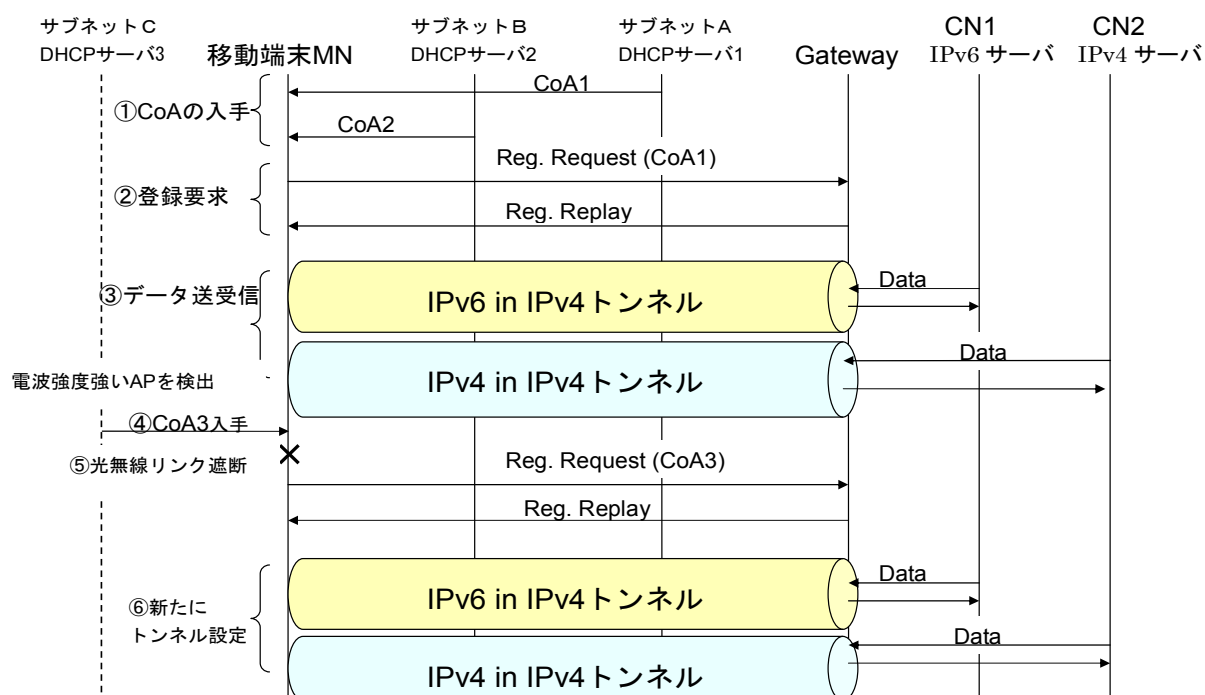 サブネットC
DHCPサーバ3
移動端末MN
サブネットB
DHCPサーバ2
サブネットA
DHCPサーバ1
Gateway
CN1
IPv6 サーバ
CN2
IPv4 サーバ
①CoAの入手
CoA1
CoA2
Reg. Request (CoA1)
②登録要求
Reg. Replay
③データ送受信
IPv6 in IPv4トンネル
Data
Data
IPv4 in IPv4トンネル
電波強度強いAPを検出
④CoA3入手
⑤光無線リンク遮断
Reg. Request (CoA3)
Reg. Replay
IPv6 in IPv4トンネル
Data
⑥新たに
トンネル設定
Data
IPv4 in IPv4トンネル